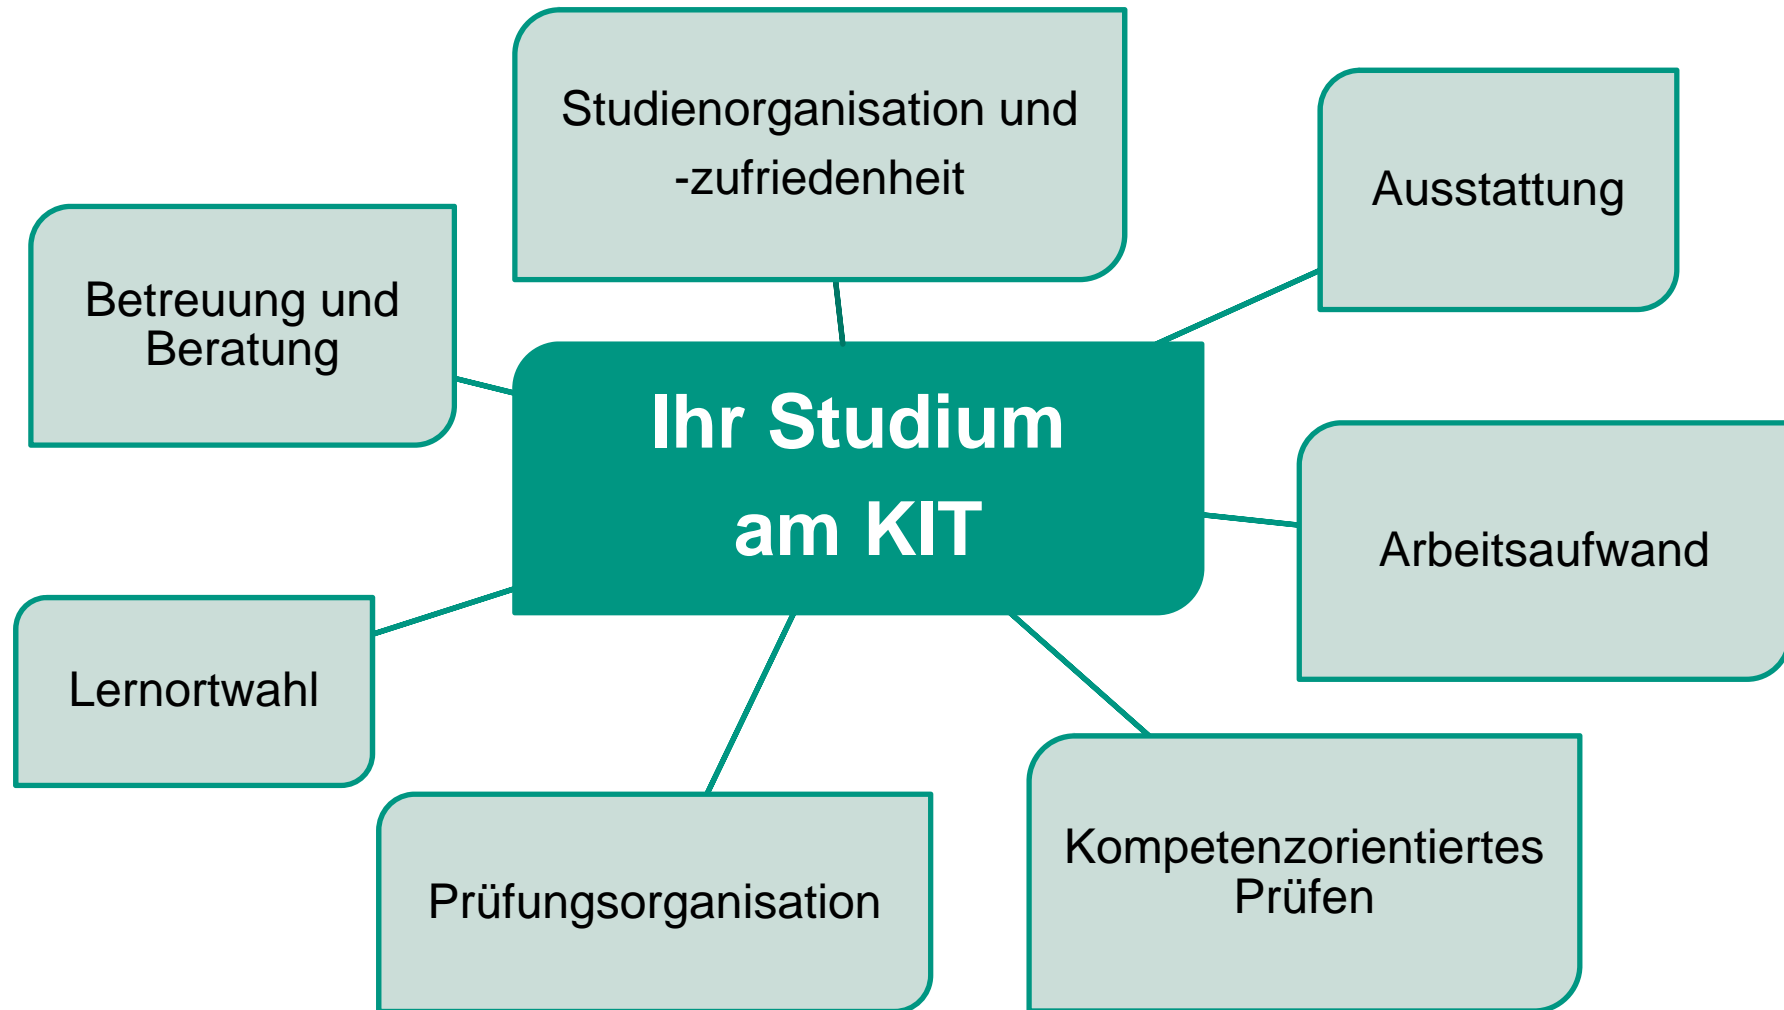 Studienorganisation und
-zufriedenheit
Ausstattung
Betreuung und
Beratung
Ihr Studium
am KIT
Arbeitsaufwand
Lernortwahl
Kompetenzorientiertes
Prüfen
Prüfungsorganisation